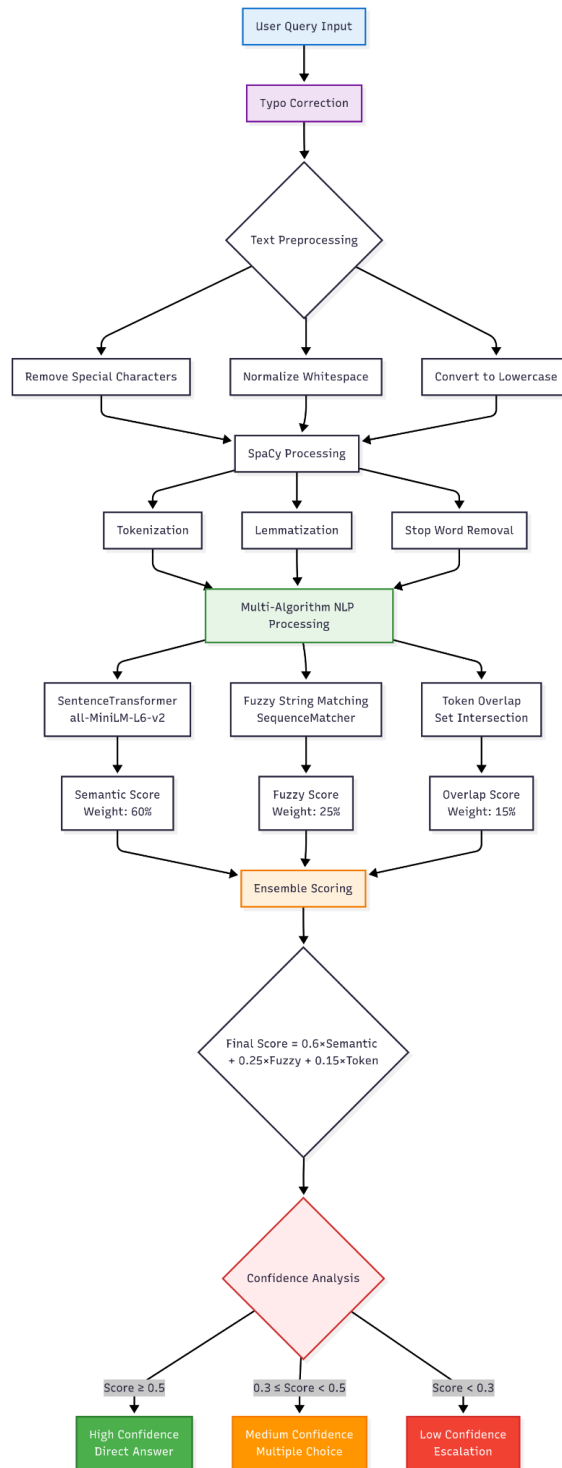 User Query Input
Typo Correction
Text Preprocessing
Remove Special Characters
Normalize Whitespace
Convert to Lowercase
SpaCy Processing
Tokenization
Lemmatization
Stop Word Removal
Multi-Algorithm NLP
Processing
SentenceTransformer
all-MiniLM-L6-v2
Fuzzy String Matching
SequenceMatcher
Token Overlap
Set Intersection
Semantic Score
Weight: 60%
Fuzzy Score
Weight: 25%
Overlap Score
Weight: 15%
Ensemble Scoring
Final Score = 0.6×Semantic
+ 0.25×Fuzzy + 0.15×Token
Confidence Analysis
Score ≥ 0.5
0.3 ≤ Score < 0.5
Score < 0.3
High Confidence
Direct Answer
Medium Confidence
Multiple Choice
Low Confidence
Escalation